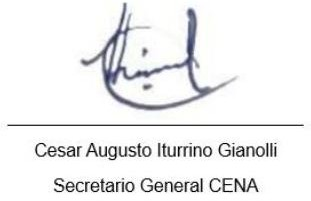 Cesar Augusto Iturrino Gianolli
Secretario General CENA